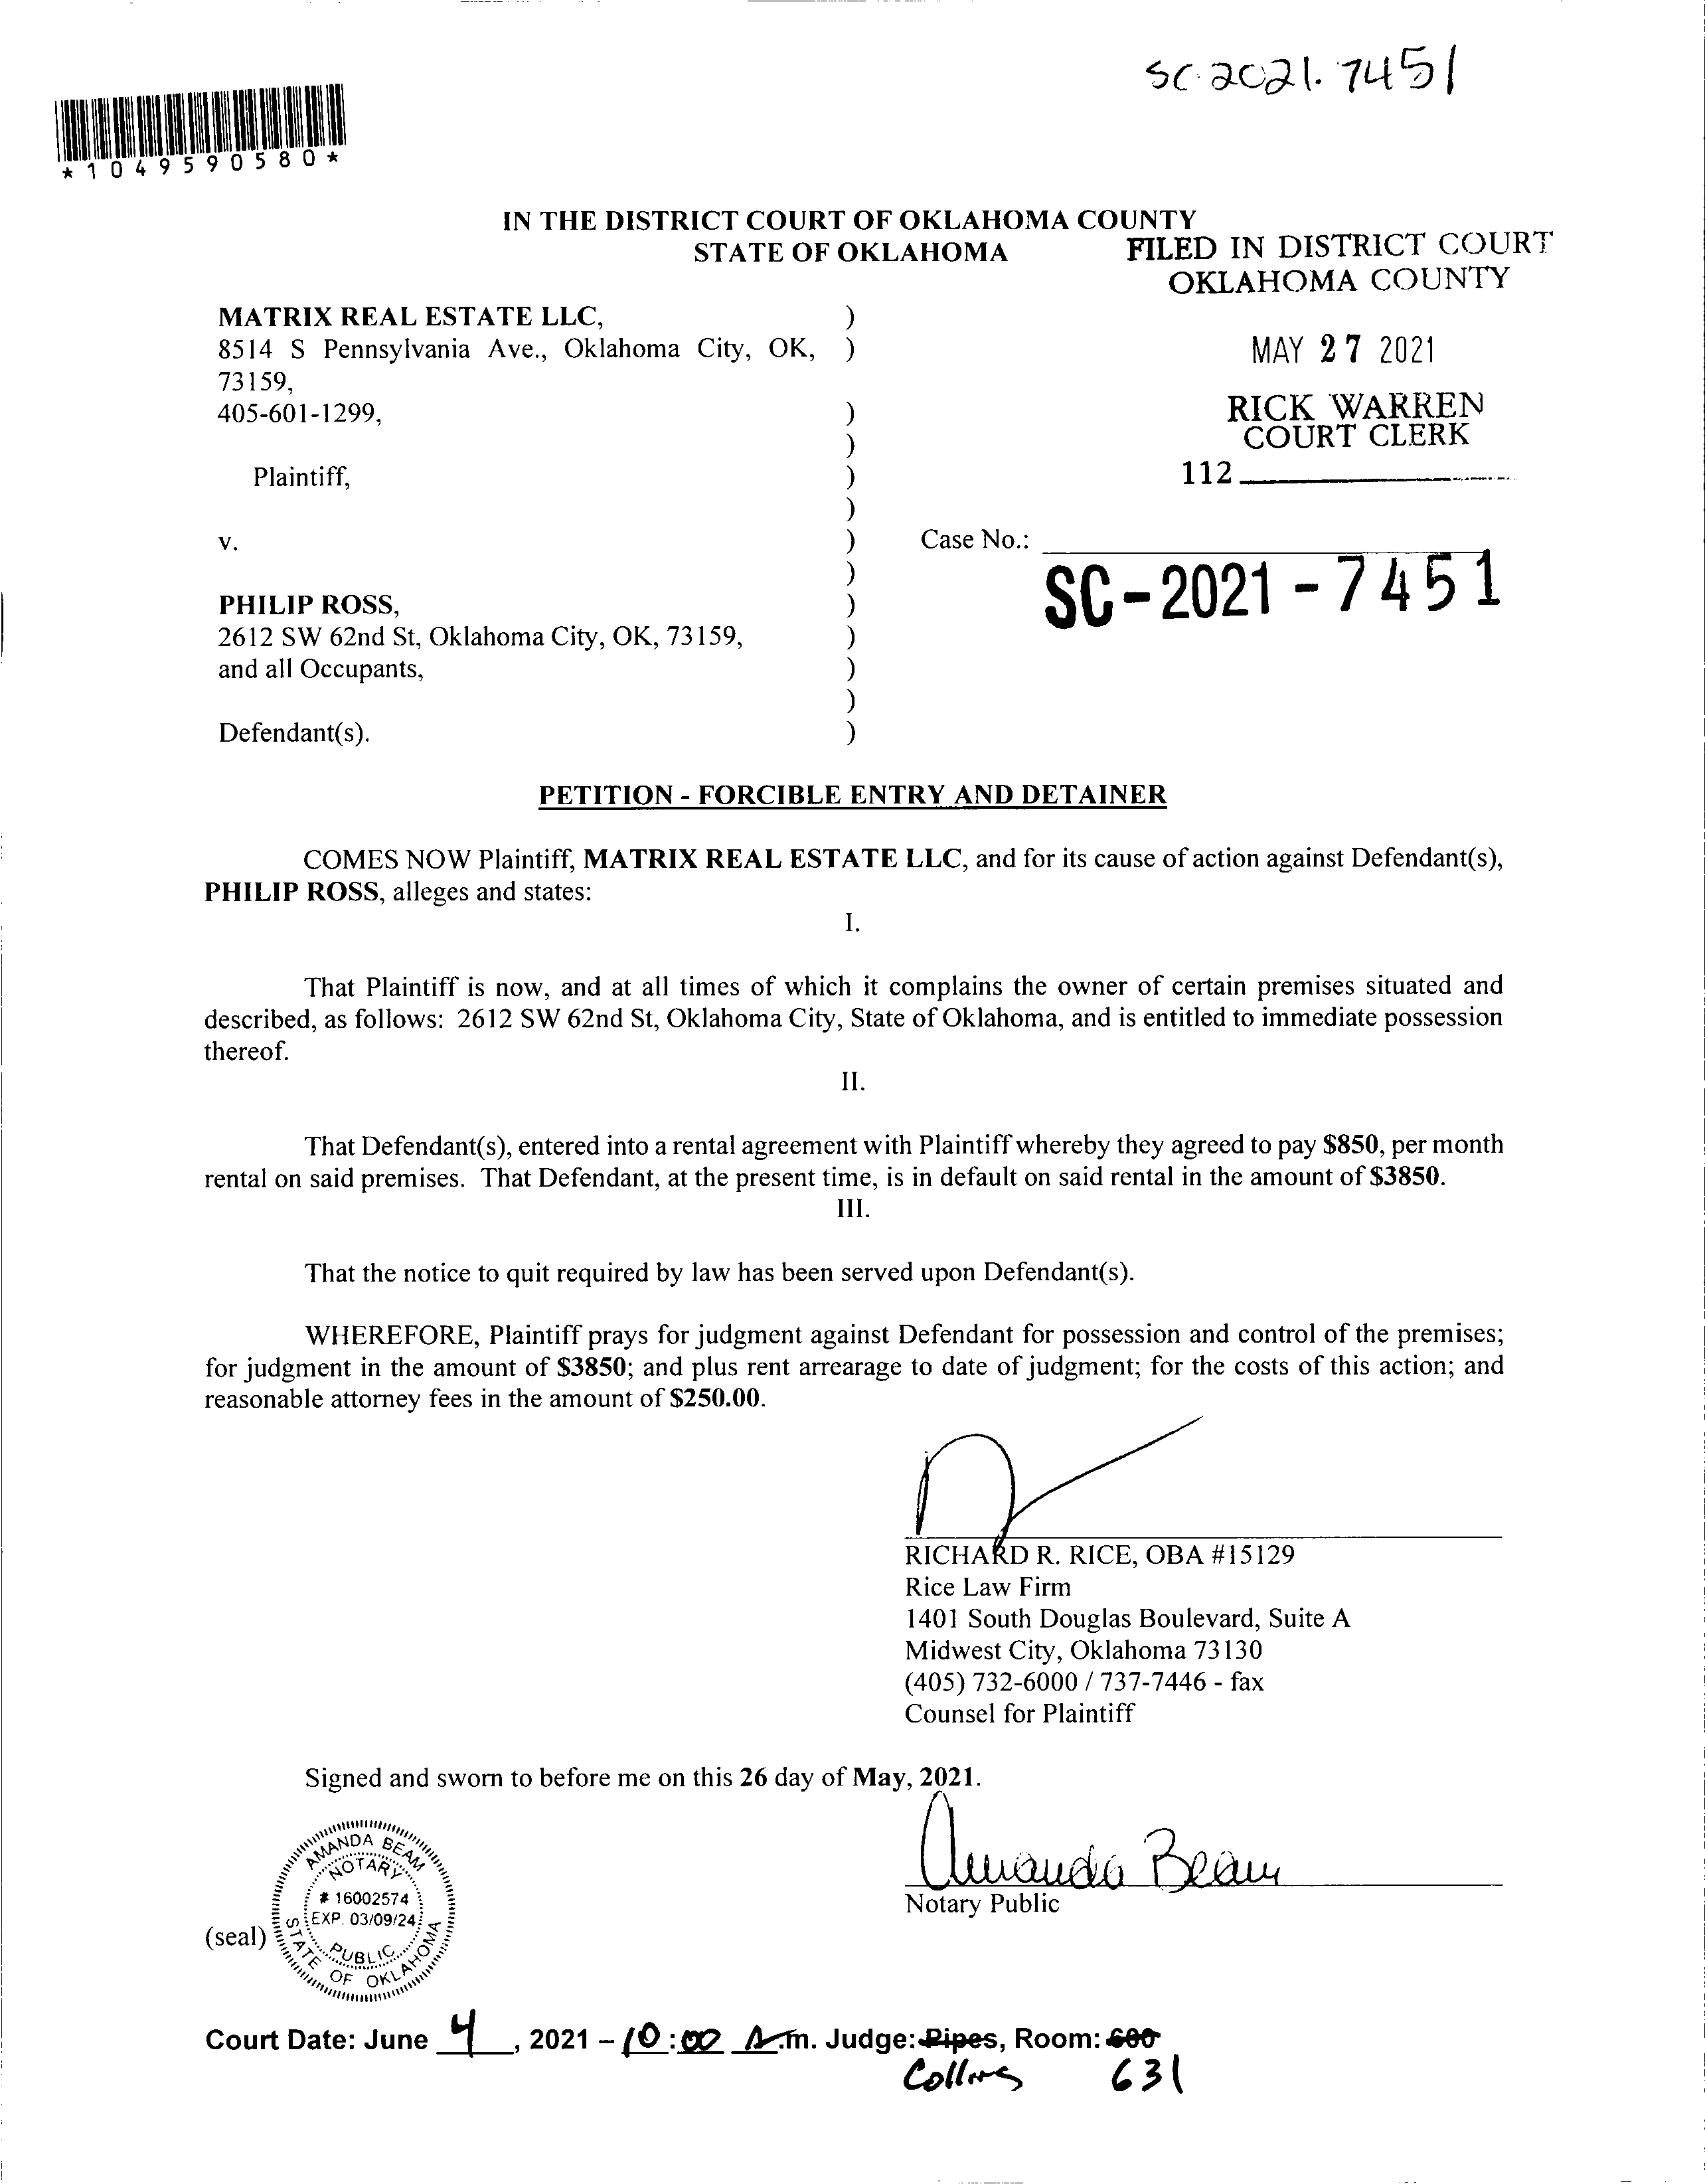 SC 2021. 7451
*1049590580*
IN THE DISTRICT COURT OF OKLAHOMA COUNTY
STATE OF OKLAHOMA
FILED IN DISTRICT COURT
OKLAHOMA COUNTY
MAY 27 2021
RICK WARREN
COURT CLERK
112
MATRIX REAL ESTATE LLC, )
8514 S Pennsylvania Ave., Oklahoma City, OK, )
73159,
405-601-1299, )
)
Plaintiff, )
)
v. )
)
PHILIP ROSS, )
2612 SW 62nd St, Oklahoma City, OK, 73159, )
and all Occupants, )
)
Defendant(s). )
Case No.:
SC-2021-7451
PETITION - FORCIBLE ENTRY AND DETAINER
COMES NOW Plaintiff, MATRIX REAL ESTATE LLC, and for its cause of action against Defendant(s),
PHILIP ROSS, alleges and states:
I.
That Plaintiff is now, and at all times of which it complains the owner of certain premises situated and
described, as follows: 2612 SW 62nd St, Oklahoma City, State of Oklahoma, and is entitled to immediate possession
thereof.
II.
That Defendant(s), entered into a rental agreement with Plaintiff whereby they agreed to pay $850, per month
rental on said premises. That Defendant, at the present time, is in default on said rental in the amount of $3850.
III.
That the notice to quit required by law has been served upon Defendant(s).
WHEREFORE, Plaintiff prays for judgment against Defendant for possession and control of the premises;
for judgment in the amount of $3850; and plus rent arrearage to date of judgment; for the costs of this action; and
reasonable attorney fees in the amount of $250.00.
RICHARD R. RICE, OBA #15129
Rice Law Firm
1401 South Douglas Boulevard, Suite A
Midwest City, Oklahoma 73130
(405) 732-6000 / 737-7446 - fax
Counsel for Plaintiff
Signed and sworn to before me on this 26 day of May, 2021.
Amanda Beam
Notary Public
(seal)
AMANDA BEAM
NOTARY
# 16002574
EXP. 03/09/24
PUBLIC
STATE OF OKLAHOMA
Court Date: June 4, 2021 – 10:00 A.m. Judge: Pipes, Room: 600
Collins 631